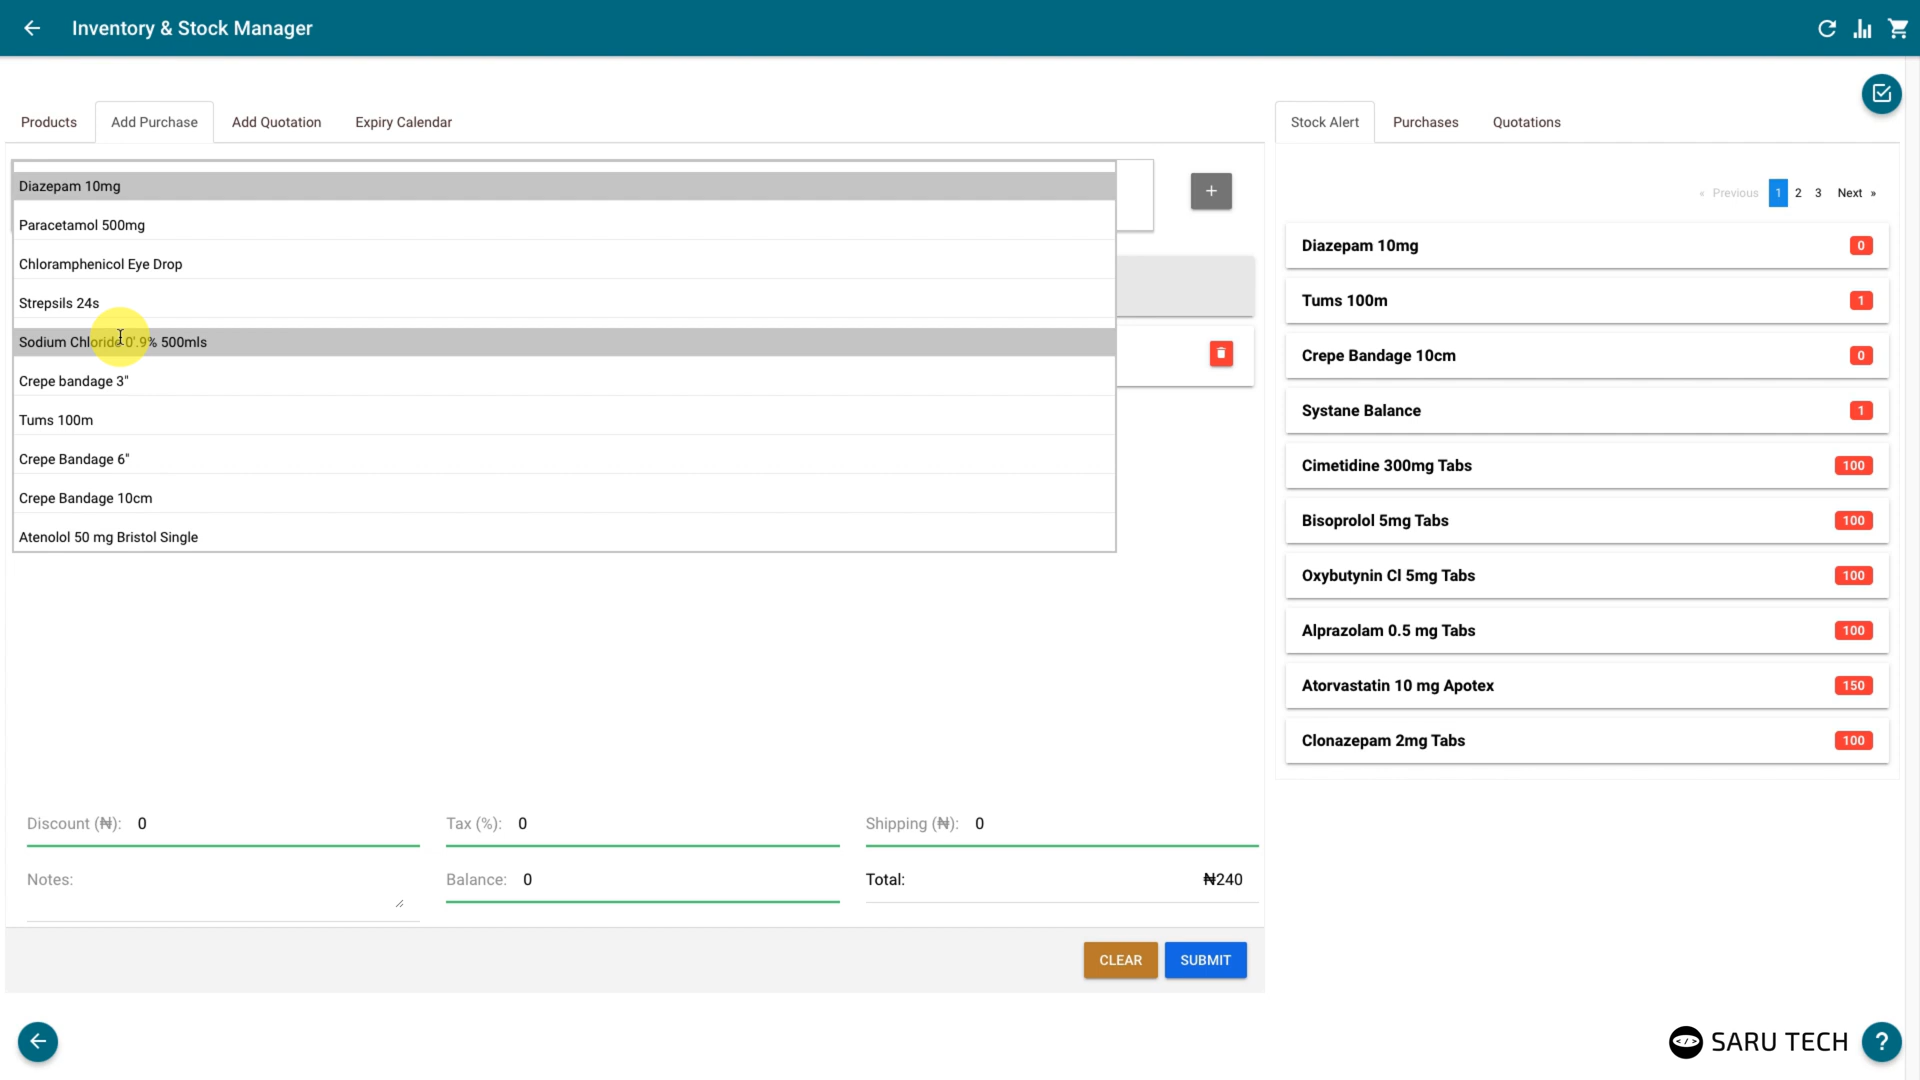 Inventory & Stock Manager
Products
Add Purchase
Add Quotation
Expiry Calendar
Diazepam 10mg
Paracetamol 500mg
Chloramphenicol Eye Drop
Strepsils 24s
Sodium Chloride 0'.9% 500mls
Crepe bandage 3"
Tums 100m
Crepe Bandage 6"
Crepe Bandage 10cm
Atenolol 50 mg Bristol Single
+
Discount (₦): 0
Tax (%): 0
Shipping (₦): 0
Notes:
Balance: 0
Total: ₦240
CLEAR
SUBMIT
Stock Alert
Purchases
Quotations
« Previous 1 2 3 Next »
Diazepam 10mg 0
Tums 100m 1
Crepe Bandage 10cm 0
Systane Balance 1
Cimetidine 300mg Tabs 100
Bisoprolol 5mg Tabs 100
Oxybutynin Cl 5mg Tabs 100
Alprazolam 0.5 mg Tabs 100
Atorvastatin 10 mg Apotex 150
Clonazepam 2mg Tabs 100
</> SARU TECH
?